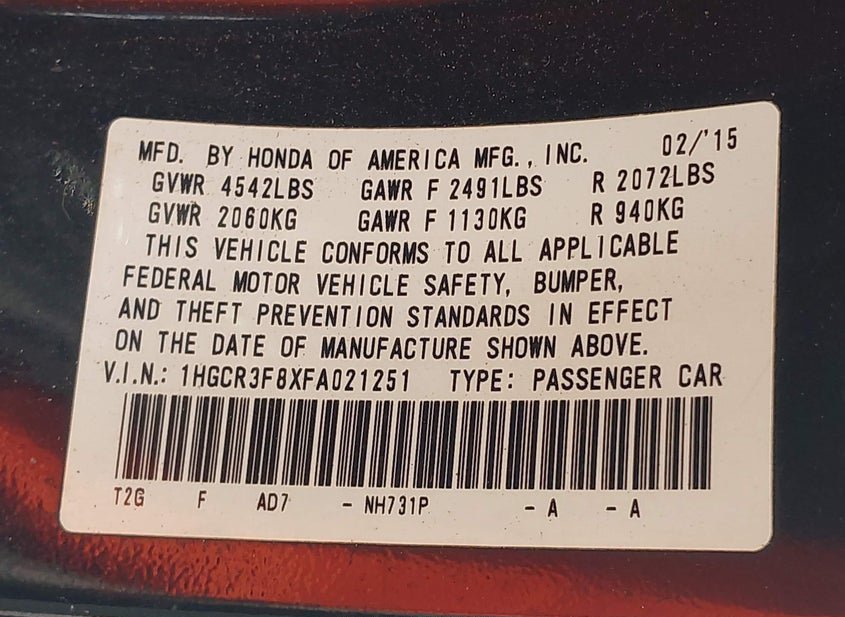 MFD. BY HONDA OF AMERICA MFG., INC. 02/'15
GVWR 4542LBS GAWR F 2491LBS R 2072LBS
GVWR 2060KG GAWR F 1130KG R 940KG
THIS VEHICLE CONFORMS TO ALL APPLICABLE
FEDERAL MOTOR VEHICLE SAFETY, BUMPER,
AND THEFT PREVENTION STANDARDS IN EFFECT
ON THE DATE OF MANUFACTURE SHOWN ABOVE.
V.I.N.: 1HGCR3F8XFA021251 TYPE: PASSENGER CAR
T2G F AD7 - NH731P - A - A